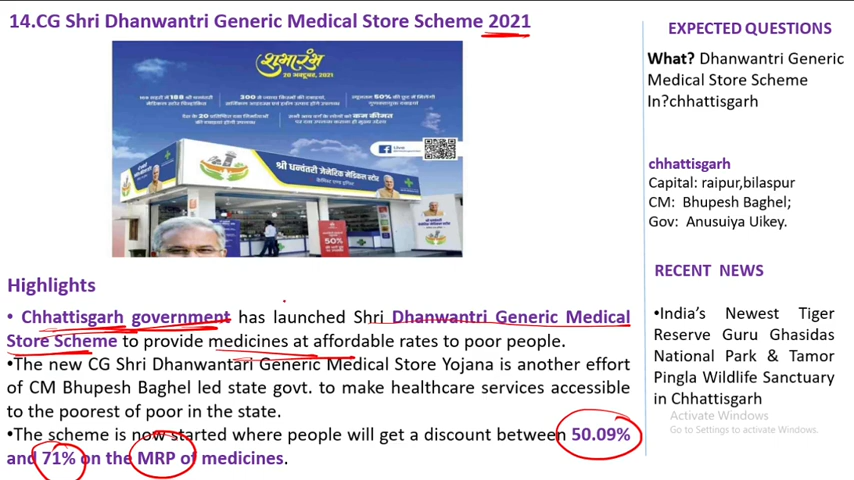 14.CG Shri Dhanwantri Generic Medical Store Scheme 2021
शुभारंभ
20 अक्टूबर, 2021
श्री धन्वंतरी जेनेरिक मेडिकल स्टोर
50%
Highlights
• Chhattisgarh government has launched Shri Dhanwantri Generic Medical
Store Scheme to provide medicines at affordable rates to poor people.
•The new CG Shri Dhanwantari Generic Medical Store Yojana is another effort
of CM Bhupesh Baghel led state govt. to make healthcare services accessible
to the poorest of poor in the state.
•The scheme is now started where people will get a discount between 50.09%
and 71% on the MRP of medicines.
EXPECTED QUESTIONS
What? Dhanwantri Generic
Medical Store Scheme
In?chhattisgarh
chhattisgarh
Capital: raipur,bilaspur
CM: Bhupesh Baghel;
Gov: Anusuiya Uikey.
RECENT NEWS
•India's Newest Tiger
Reserve Guru Ghasidas
National Park & Tamor
Pingla Wildlife Sanctuary
in Chhattisgarh
Activate Windows
Go to Settings to activate Windows.